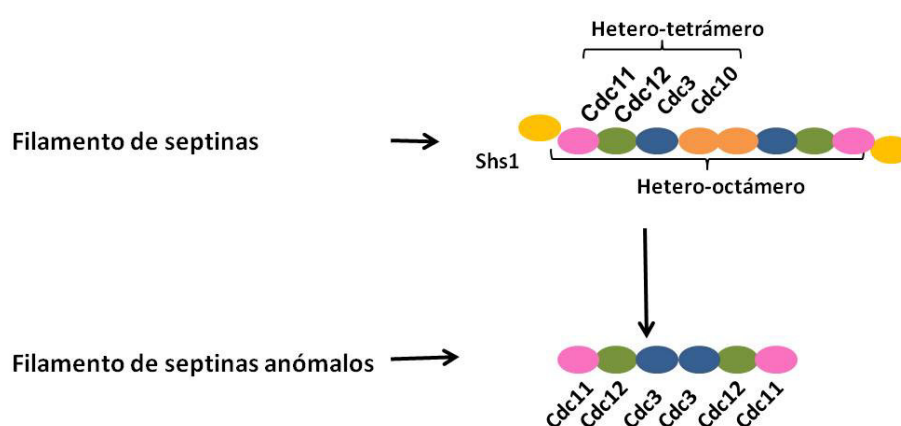 Hetero-tetrámero
Cdc11
Cdc12
Cdc3
Cdc10
Filamento de septinas
Shs1
Hetero-octámero
Filamento de septinas anómalos
Cdc11
Cdc12
Cdc3
Cdc3
Cdc12
Cdc11